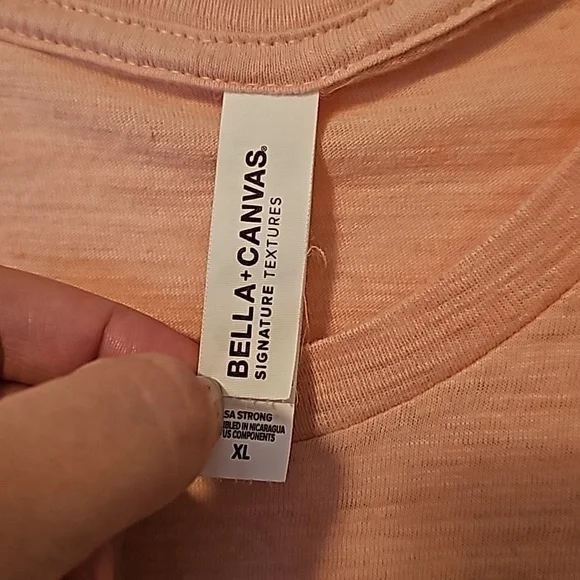 BELLA+CANVAS®
SIGNATURE TEXTURES
SA STRONG
BLED IN NICARAGUA
US COMPONENTS
XL